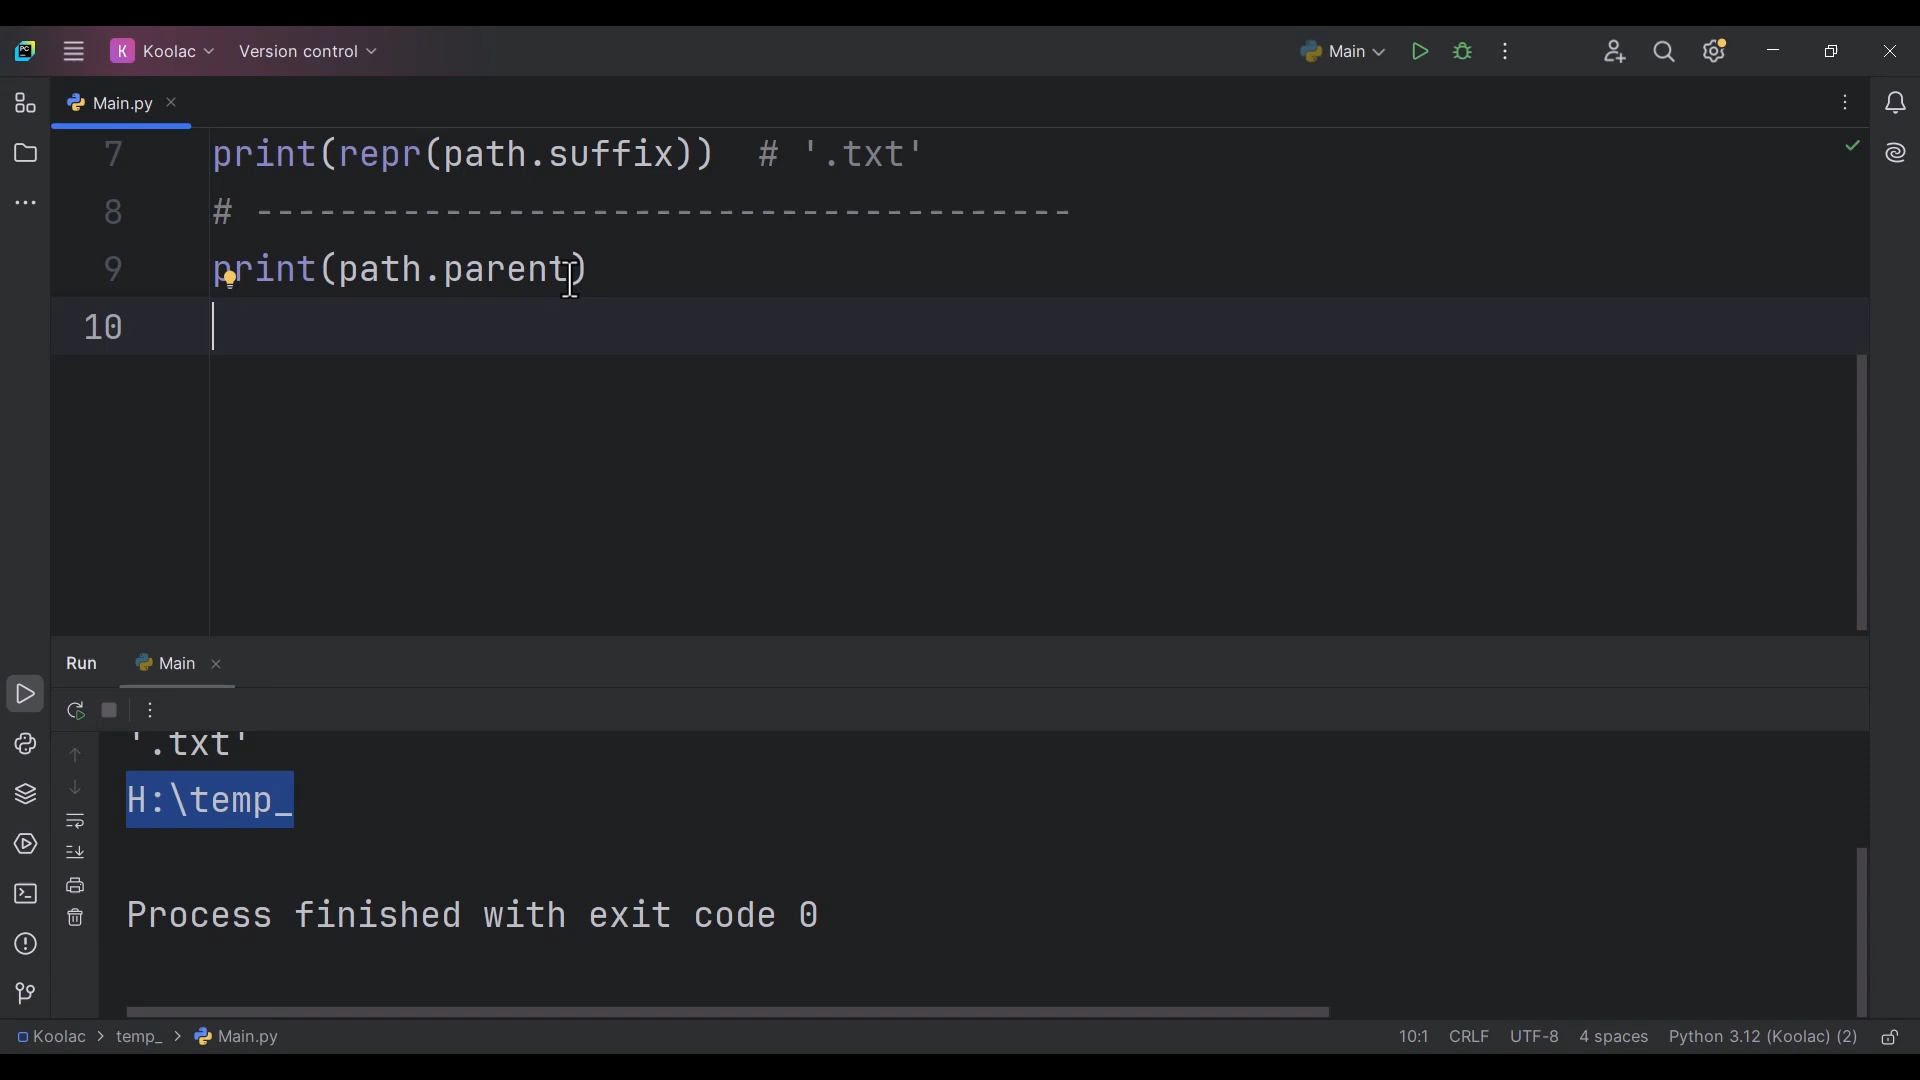 PC K Koolac Version control Main
Main.py
7 print(repr(path.suffix))  # '.txt'
8 # ---------------------------------------
9 print(path.parent)
10
Run Main
'.txt'
H:\temp_
Process finished with exit code 0
Koolac > temp_ > Main.py 10:1 CRLF UTF-8 4 spaces Python 3.12 (Koolac) (2)